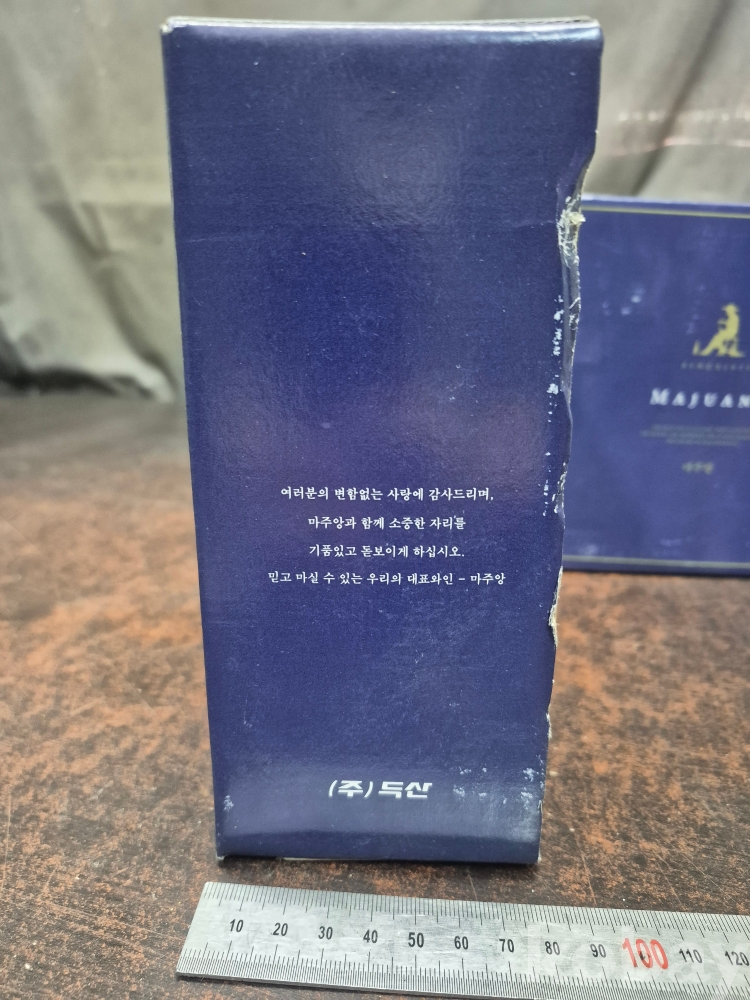 여러분의 변함없는 사랑에 감사드리며,
마주앙과 함께 소중한 자리를
기품있고 돋보이게 하십시오.
믿고 마실 수 있는 우리의 대표와인 - 마주앙
(주) 두산
MAJUAN
마주앙
10 20 30 40 50 60 70 80 90 100 110 120